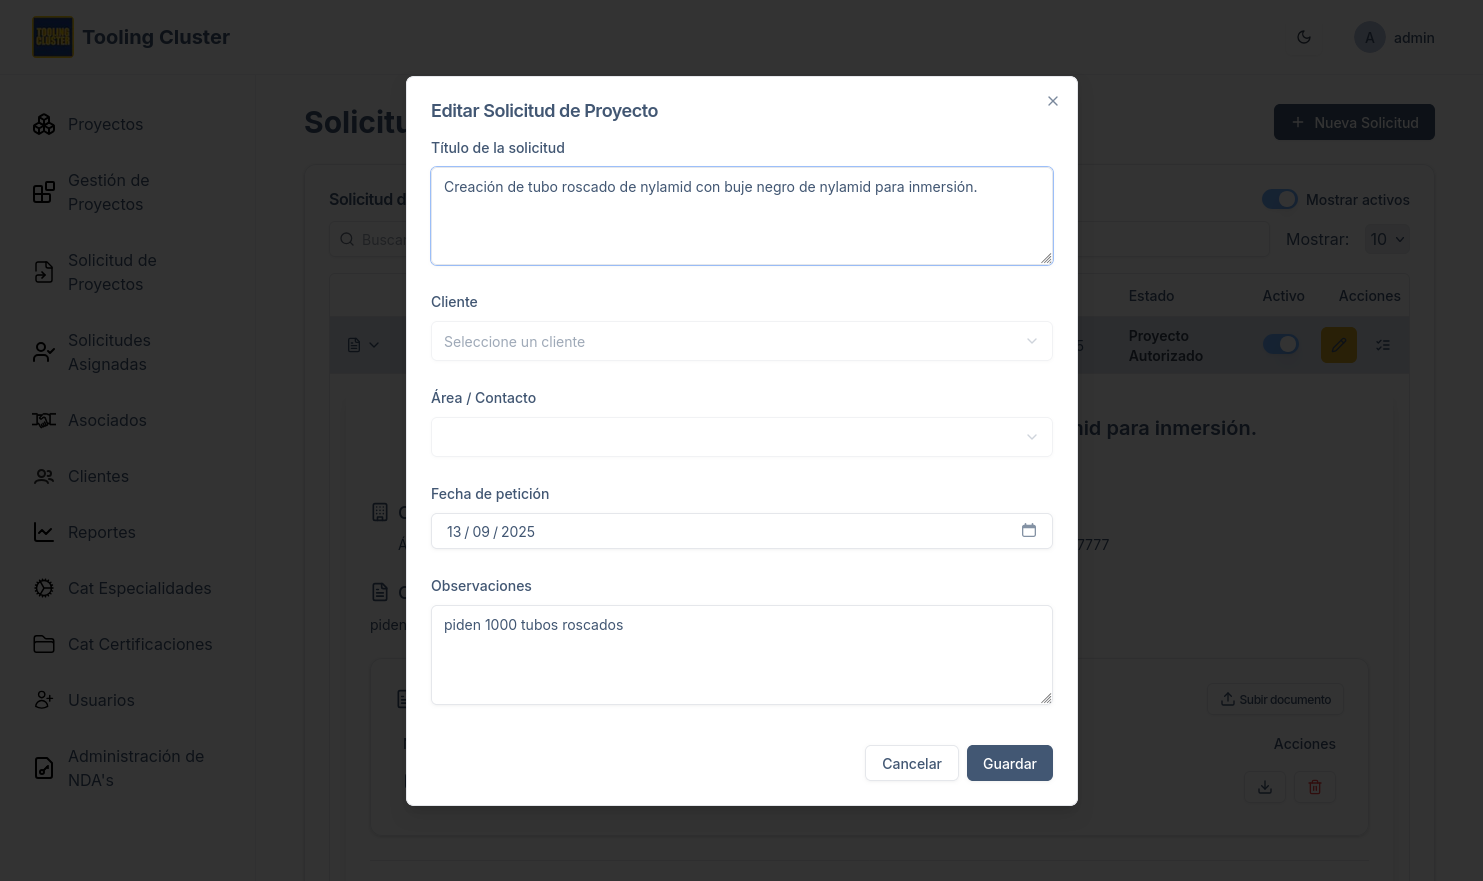 TOOLING
CLUSTER
Tooling Cluster
A
admin
Proyectos
Gestión de
Proyectos
Solicitud de
Proyectos
Solicitudes
Asignadas
Asociados
Clientes
Reportes
Cat Especialidades
Cat Certificaciones
Usuarios
Administración de
NDA's
Nueva Solicitud
Mostrar activos
Mostrar: 10
Estado Activo Acciones
Proyecto
Autorizado
id para inmersión.
7777
piden
Subir documento
Acciones
Editar Solicitud de Proyecto
Título de la solicitud
Creación de tubo roscado de nylamid con buje negro de nylamid para inmersión.
Cliente
Seleccione un cliente
Área / Contacto
Fecha de petición
13 / 09 / 2025
Observaciones
piden 1000 tubos roscados
Cancelar
Guardar